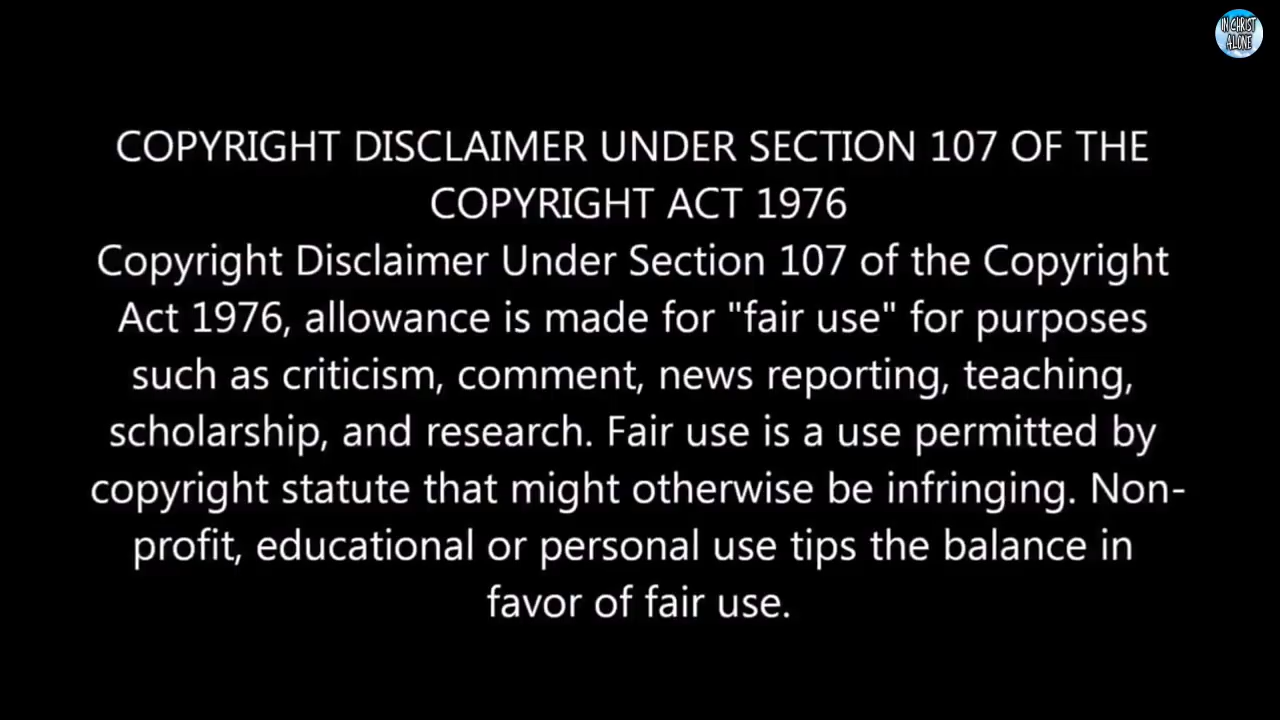 IN CHRIST
ALONE
COPYRIGHT DISCLAIMER UNDER SECTION 107 OF THE
COPYRIGHT ACT 1976
Copyright Disclaimer Under Section 107 of the Copyright
Act 1976, allowance is made for "fair use" for purposes
such as criticism, comment, news reporting, teaching,
scholarship, and research. Fair use is a use permitted by
copyright statute that might otherwise be infringing. Non-
profit, educational or personal use tips the balance in
favor of fair use.